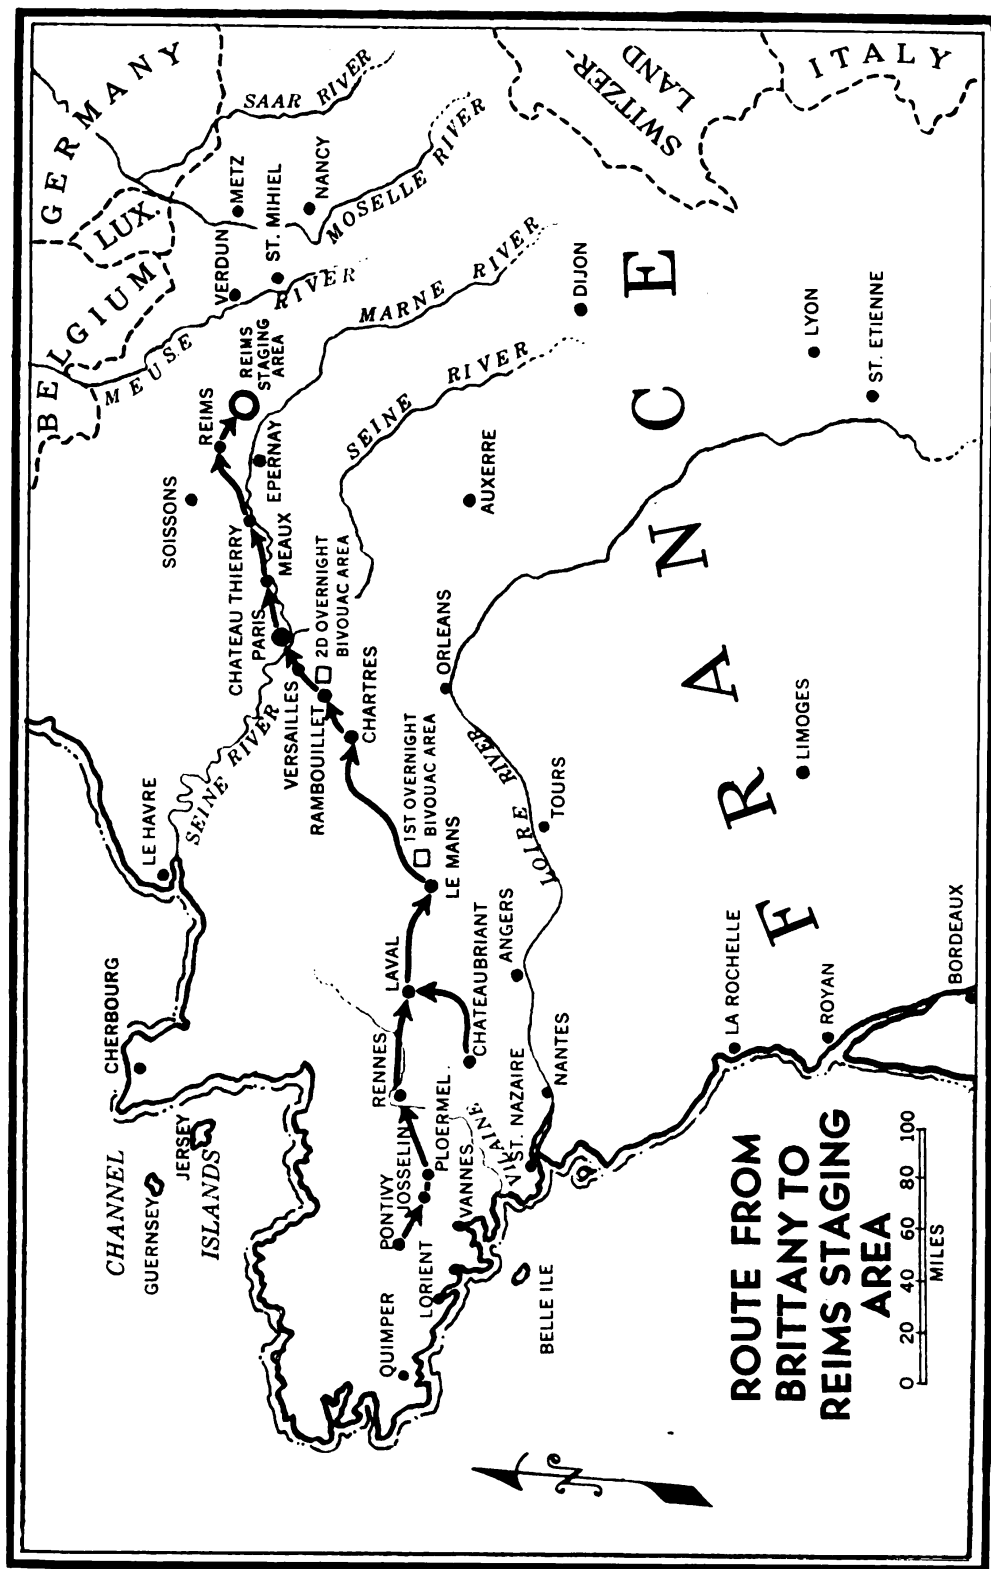 ROUTE FROM
BRITTANY TO
REIMS STAGING
AREA
0 20 40 60 80 100
MILES
N
CHANNEL
ISLANDS
GUERNSEY
JERSEY
CHERBOURG
LE HAVRE
SEINE RIVER
QUIMPER
LORIENT
PONTIVY
JOSSELIN
PLOERMEL
VANNES
BELLE ILE
VILAINE
ST. NAZAIRE
NANTES
RENNES
CHATEAUBRIANT
LAVAL
ANGERS
LE MANS
1ST OVERNIGHT
BIVOUAC AREA
LOIRE RIVER
TOURS
ORLEANS
CHARTRES
RAMBOUILLET
2D OVERNIGHT
BIVOUAC AREA
VERSAILLES
PARIS
MEAUX
CHATEAU THIERRY
SOISSONS
EPERNAY
REIMS
REIMS
STAGING
AREA
SEINE RIVER
AUXERRE
MARNE RIVER
DIJON
MEUSE RIVER
VERDUN
ST. MIHIEL
METZ
NANCY
MOSELLE RIVER
SAAR RIVER
BELGIUM
LUX.
GERMANY
SWITZER
LAND
ITALY
FRANCE
LA ROCHELLE
ROYAN
BORDEAUX
LIMOGES
LYON
ST. ETIENNE